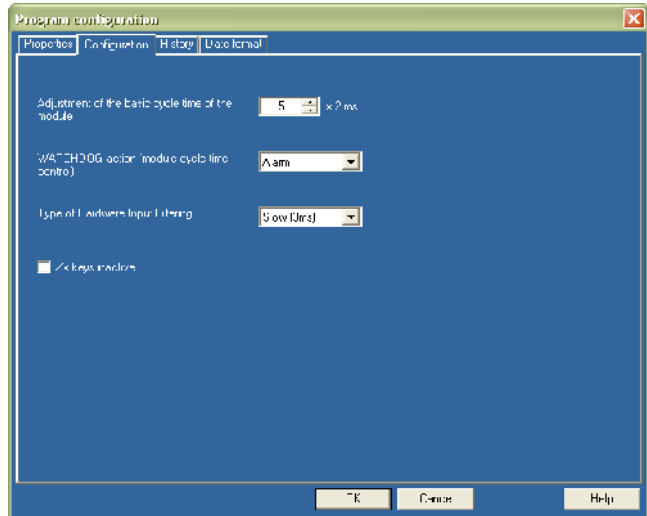 Program configuration
Properties Configuration History Date format
Adjustment of the basic cycle time of the
module
5 x 2 ms
WATCHDOG action (module cycle time
control)
Alarm
Type of Hardware Input Filtering
Slow (3ms)
Zx keys inactive
OK Cancel Help